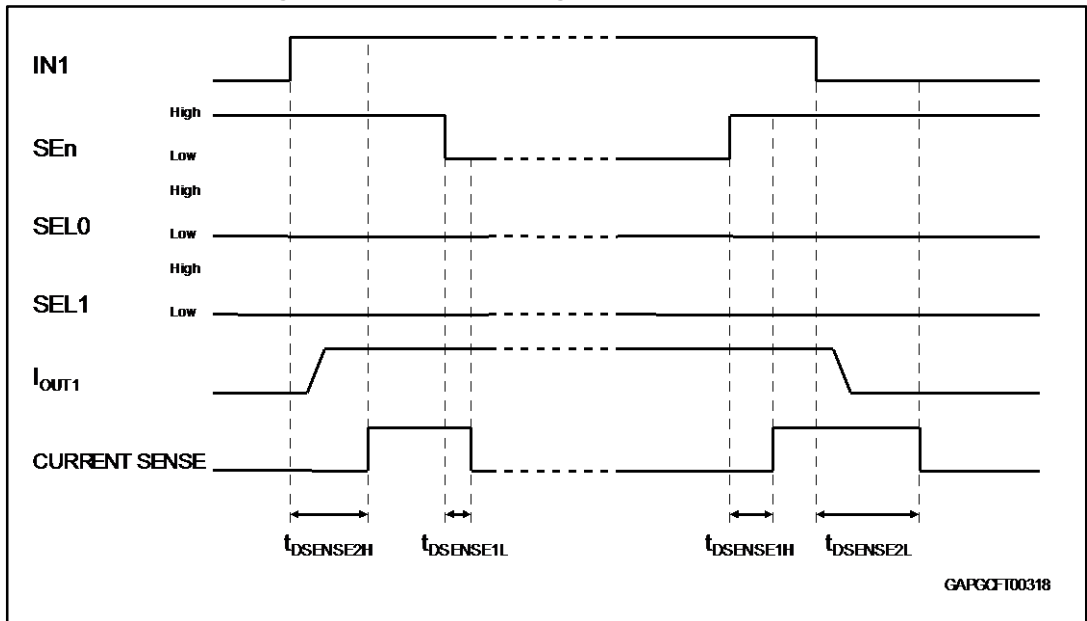 IN1
High
SEn
Low
High
SEL0
Low
High
SEL1
Low
IOUT1
CURRENT SENSE
tDSENSE2H
tDSENSE1L
tDSENSE1H
tDSENSE2L
GAPGCFT00318